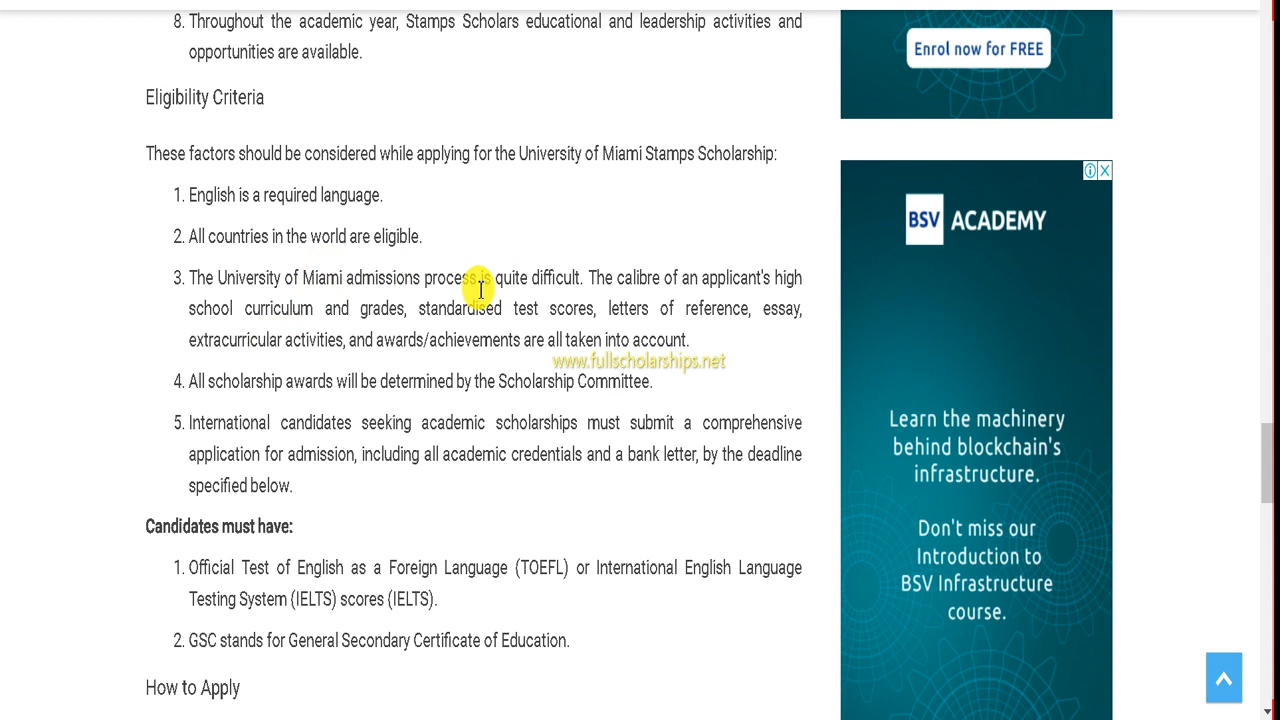 8. Throughout the academic year, Stamps Scholars educational and leadership activities and
opportunities are available.
Eligibility Criteria
These factors should be considered while applying for the University of Miami Stamps Scholarship:
1. English is a required language.
2. All countries in the world are eligible.
3. The University of Miami admissions process is quite difficult. The calibre of an applicant's high
school curriculum and grades, standardised test scores, letters of reference, essay,
extracurricular activities, and awards/achievements are all taken into account.
www.fullscholarships.net
4. All scholarship awards will be determined by the Scholarship Committee.
5. International candidates seeking academic scholarships must submit a comprehensive
application for admission, including all academic credentials and a bank letter, by the deadline
specified below.
Candidates must have:
1. Official Test of English as a Foreign Language (TOEFL) or International English Language
Testing System (IELTS) scores (IELTS).
2. GSC stands for General Secondary Certificate of Education.
How to Apply
Enrol now for FREE
BSV ACADEMY
Learn the machinery
behind blockchain's
infrastructure.
Don't miss our
Introduction to
BSV Infrastructure
course.